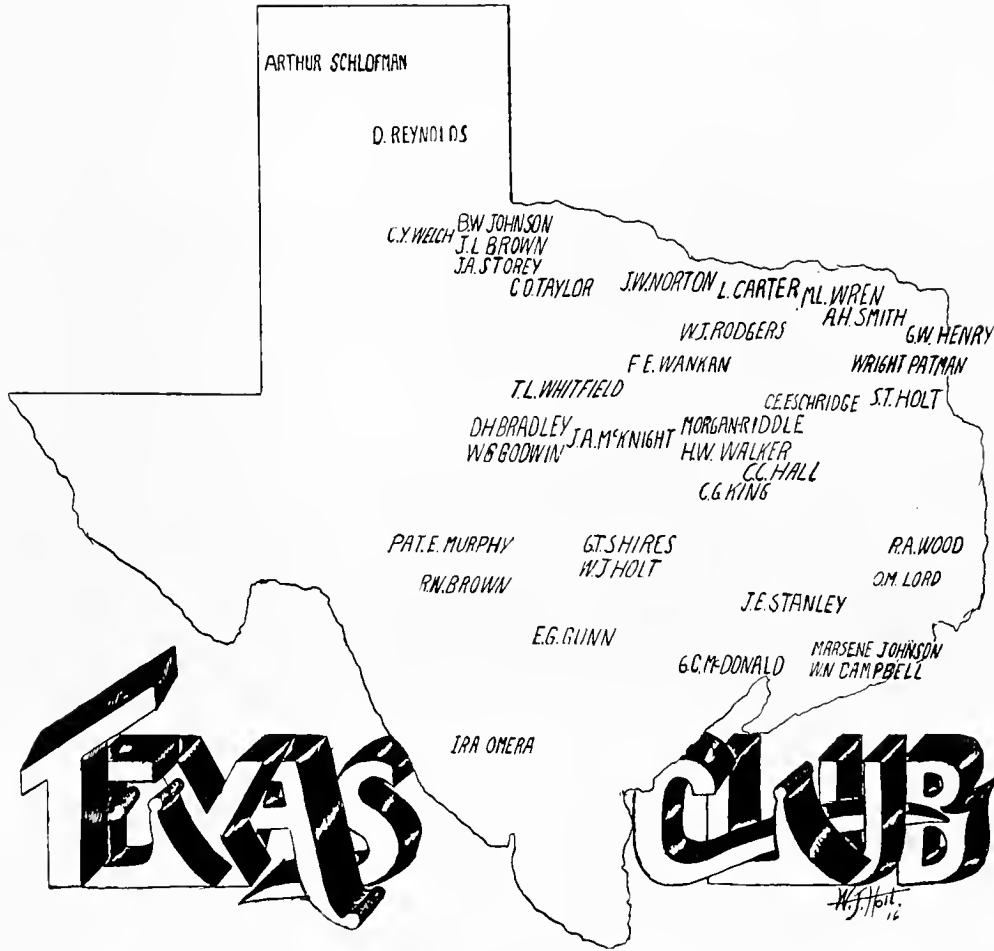 ARTHUR SCHLOFMAN
D. REYNOLDS
C.Y. WELCH
B.W JOHNSON
J.L BROWN
J.A. STOREY
C D. TAYLOR
J.W. NORTON
L. CARTER
M.L. WREN
A.H. SMITH
G.W. HENRY
W.J. RODGERS
F E. WANKAN
WRIGHT PATMAN
T.L. WHITFIELD
C.E. ESCHRIDGE
S.T. HOLT
D H BRADLEY
W B GODWIN
J.A. McKNIGHT
MORGAN RIDDLE
H.W. WALKER
C.C. HALL
C.G. KING
PAT. E. MURPHY
R.N. BROWN
G.T. SHIRES
W.J HOLT
R.A. WOOD
O.M. LORD
J.E. STANLEY
E.G. GUNN
G.C. McDONALD
MARSENE JOHNSON
W.N CAMPBELL
IRA OMERA
TEXAS CLUB
W.J. Holt.
16